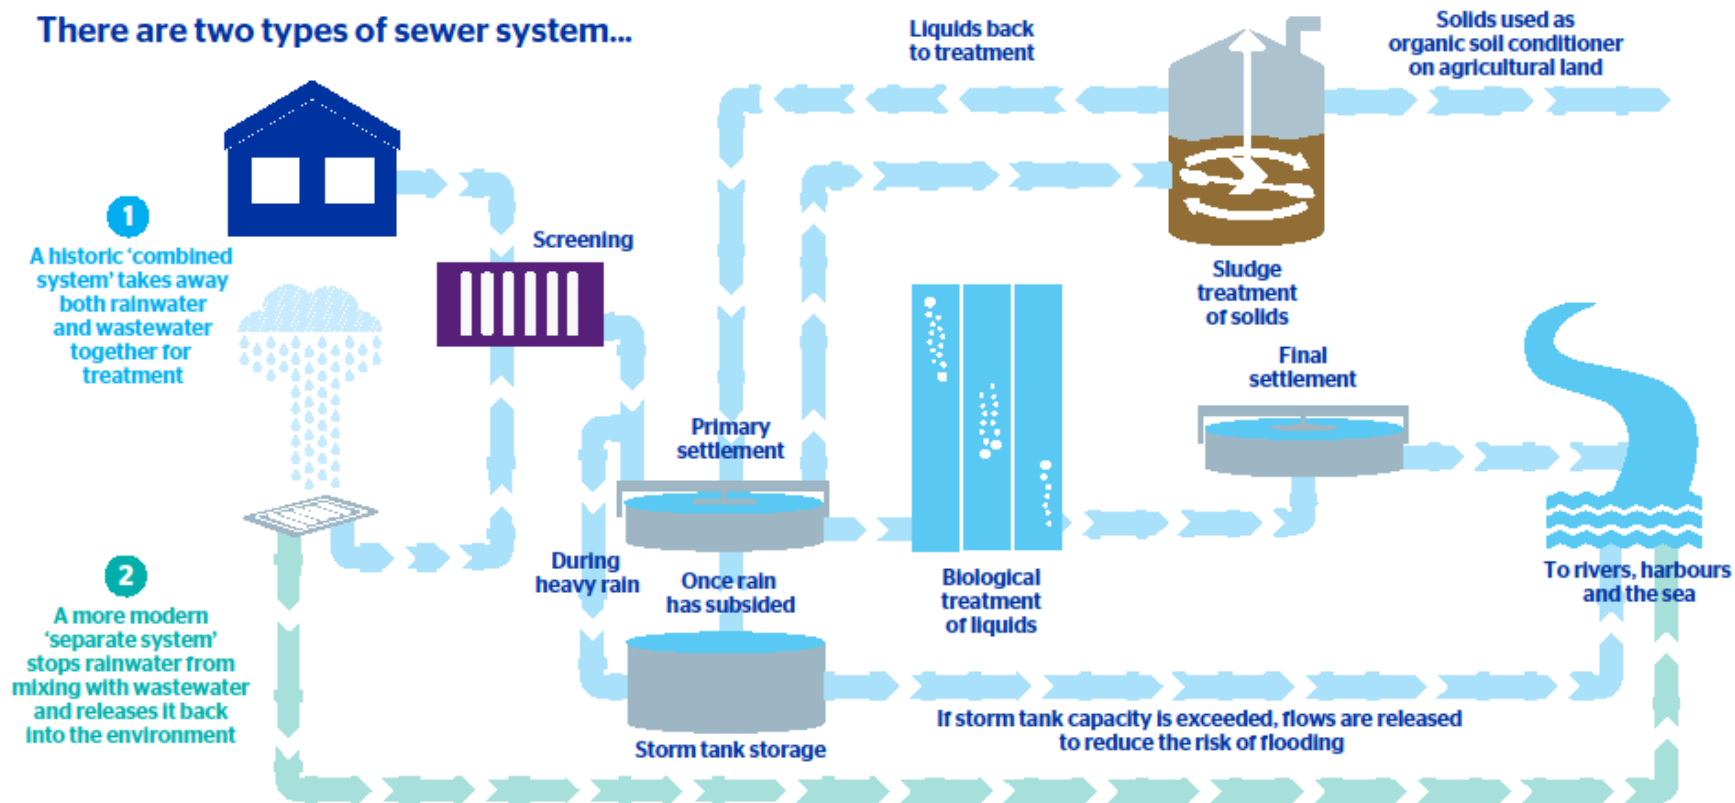 There are two types of sewer system...
1
A historic ‘combined
system’ takes away
both rainwater
and wastewater
together for
treatment
2
A more modern
‘separate system’
stops rainwater from
mixing with wastewater
and releases it back
into the environment
Screening
During
heavy rain
Primary
settlement
Once rain
has subsided
Storm tank storage
Liquids back
to treatment
Biological
treatment
of liquids
Sludge
treatment
of solids
Solids used as
organic soil conditioner
on agricultural land
Final
settlement
To rivers, harbours
and the sea
If storm tank capacity is exceeded, flows are released
to reduce the risk of flooding